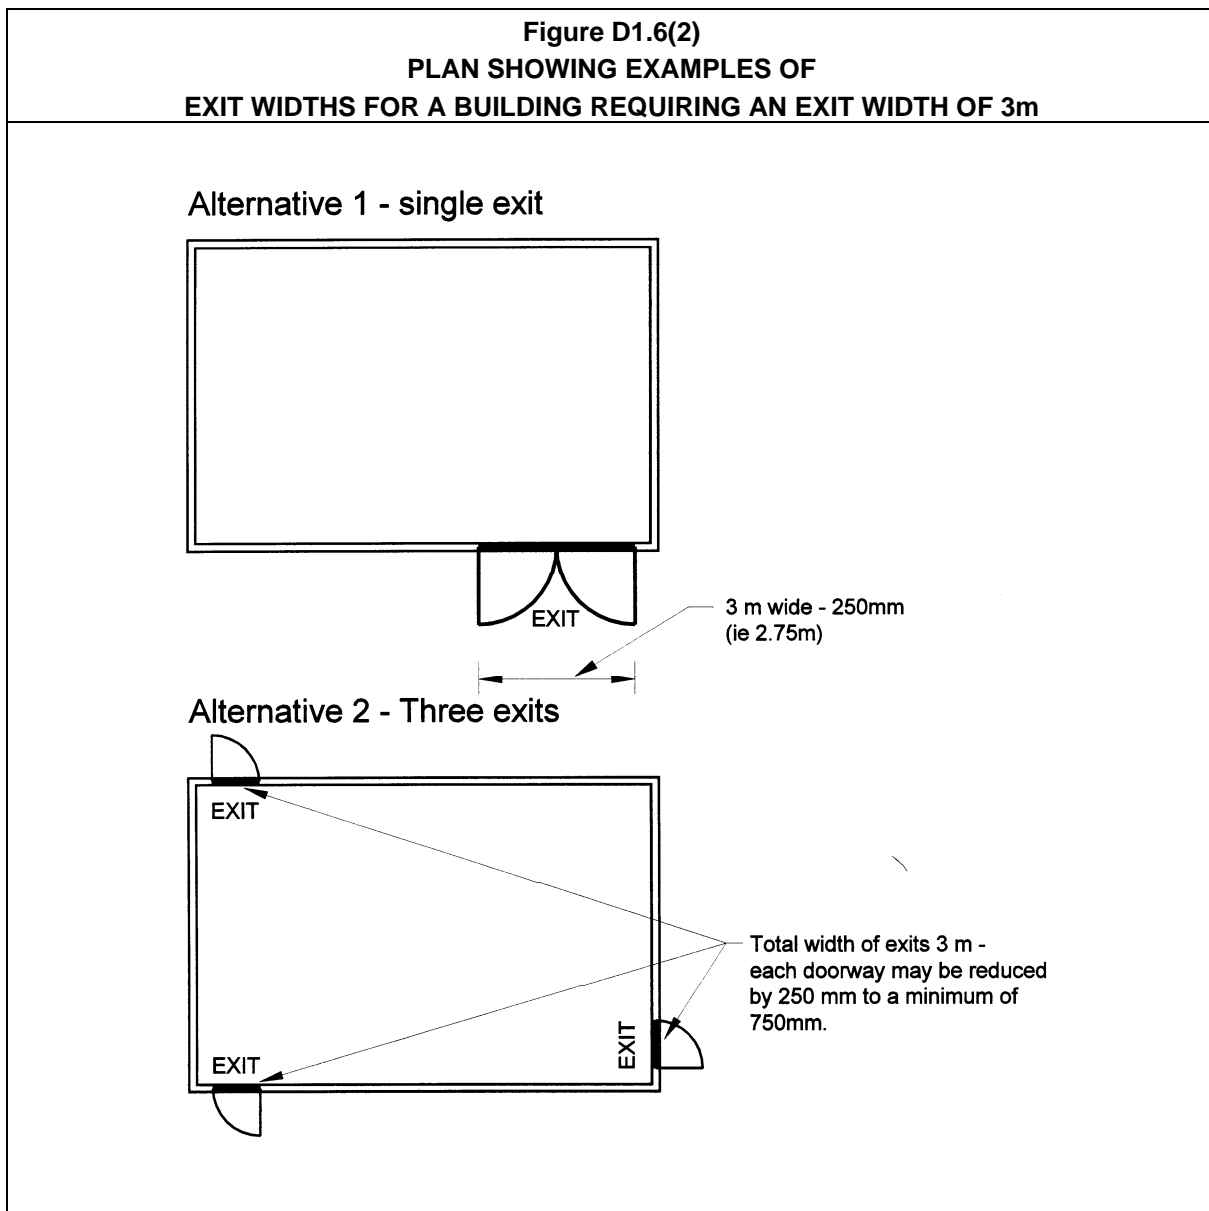 Figure D1.6(2)
PLAN SHOWING EXAMPLES OF
EXIT WIDTHS FOR A BUILDING REQUIRING AN EXIT WIDTH OF 3m
Alternative 1 - single exit
EXIT
3 m wide - 250mm
(ie 2.75m)
Alternative 2 - Three exits
EXIT
Total width of exits 3 m -
each doorway may be reduced
by 250 mm to a minimum of
750mm.
EXIT
EXIT